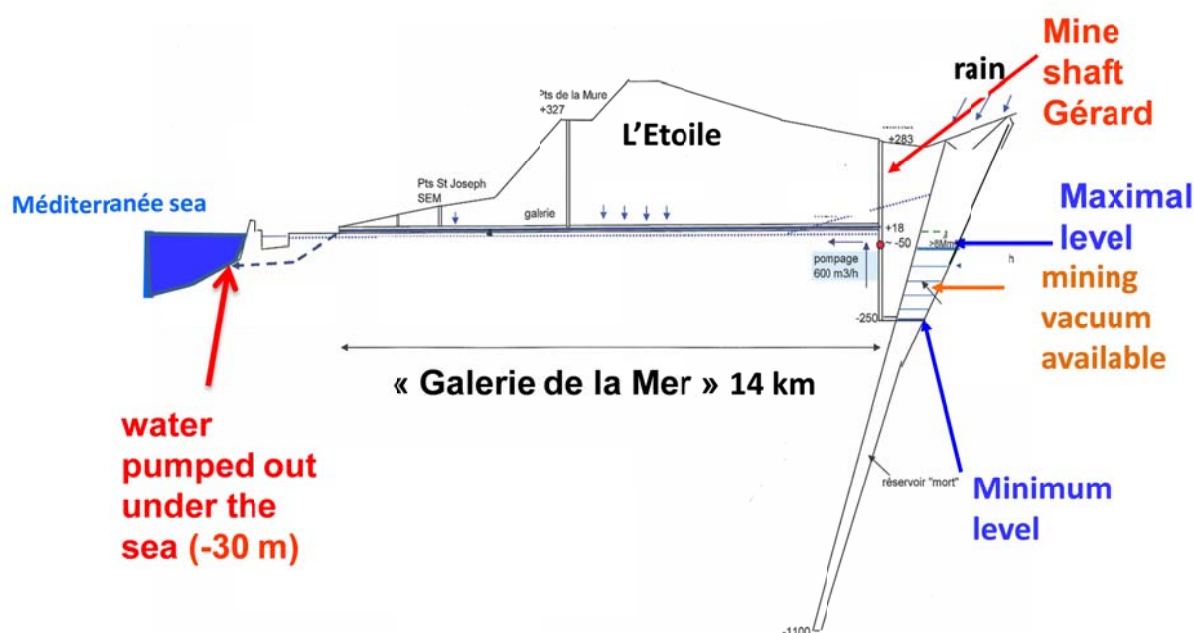 Mine
shaft
Gérard
rain
Pts de la Mure
+327
L'Etoile
+283
Pts St Joseph
SEM
Méditerranée sea
galerie
Maximal
level
+18
~ -50
>8Mm
h
pompage
600 m3/h
mining
vacuum
available
-250
« Galerie de la Mer » 14 km
water
pumped out
under the
sea (-30 m)
réservoir "mort"
Minimum
level
-1100